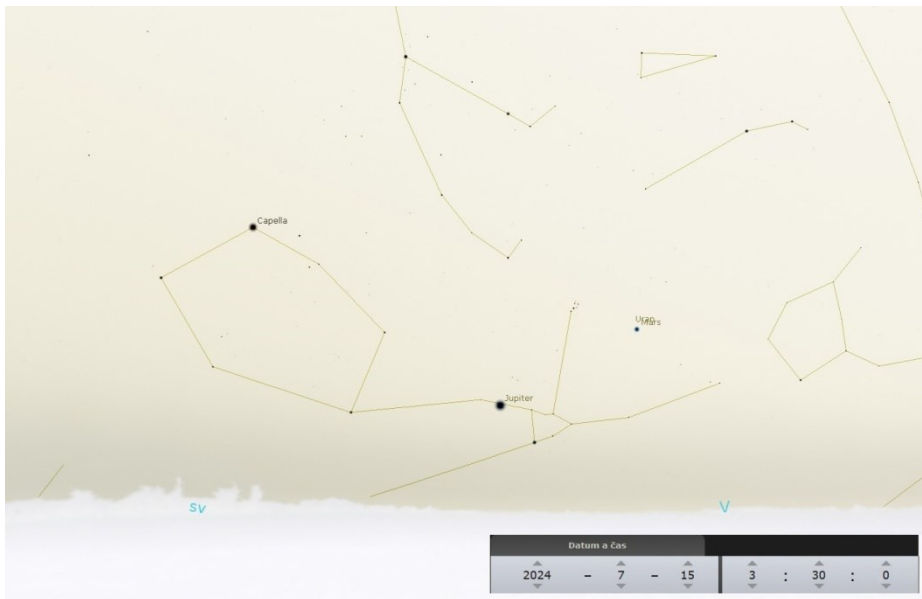 Capella
Uran
Mars
Jupiter
SV
V
Datum a čas
2024 - 7 - 15 3 : 30 : 0